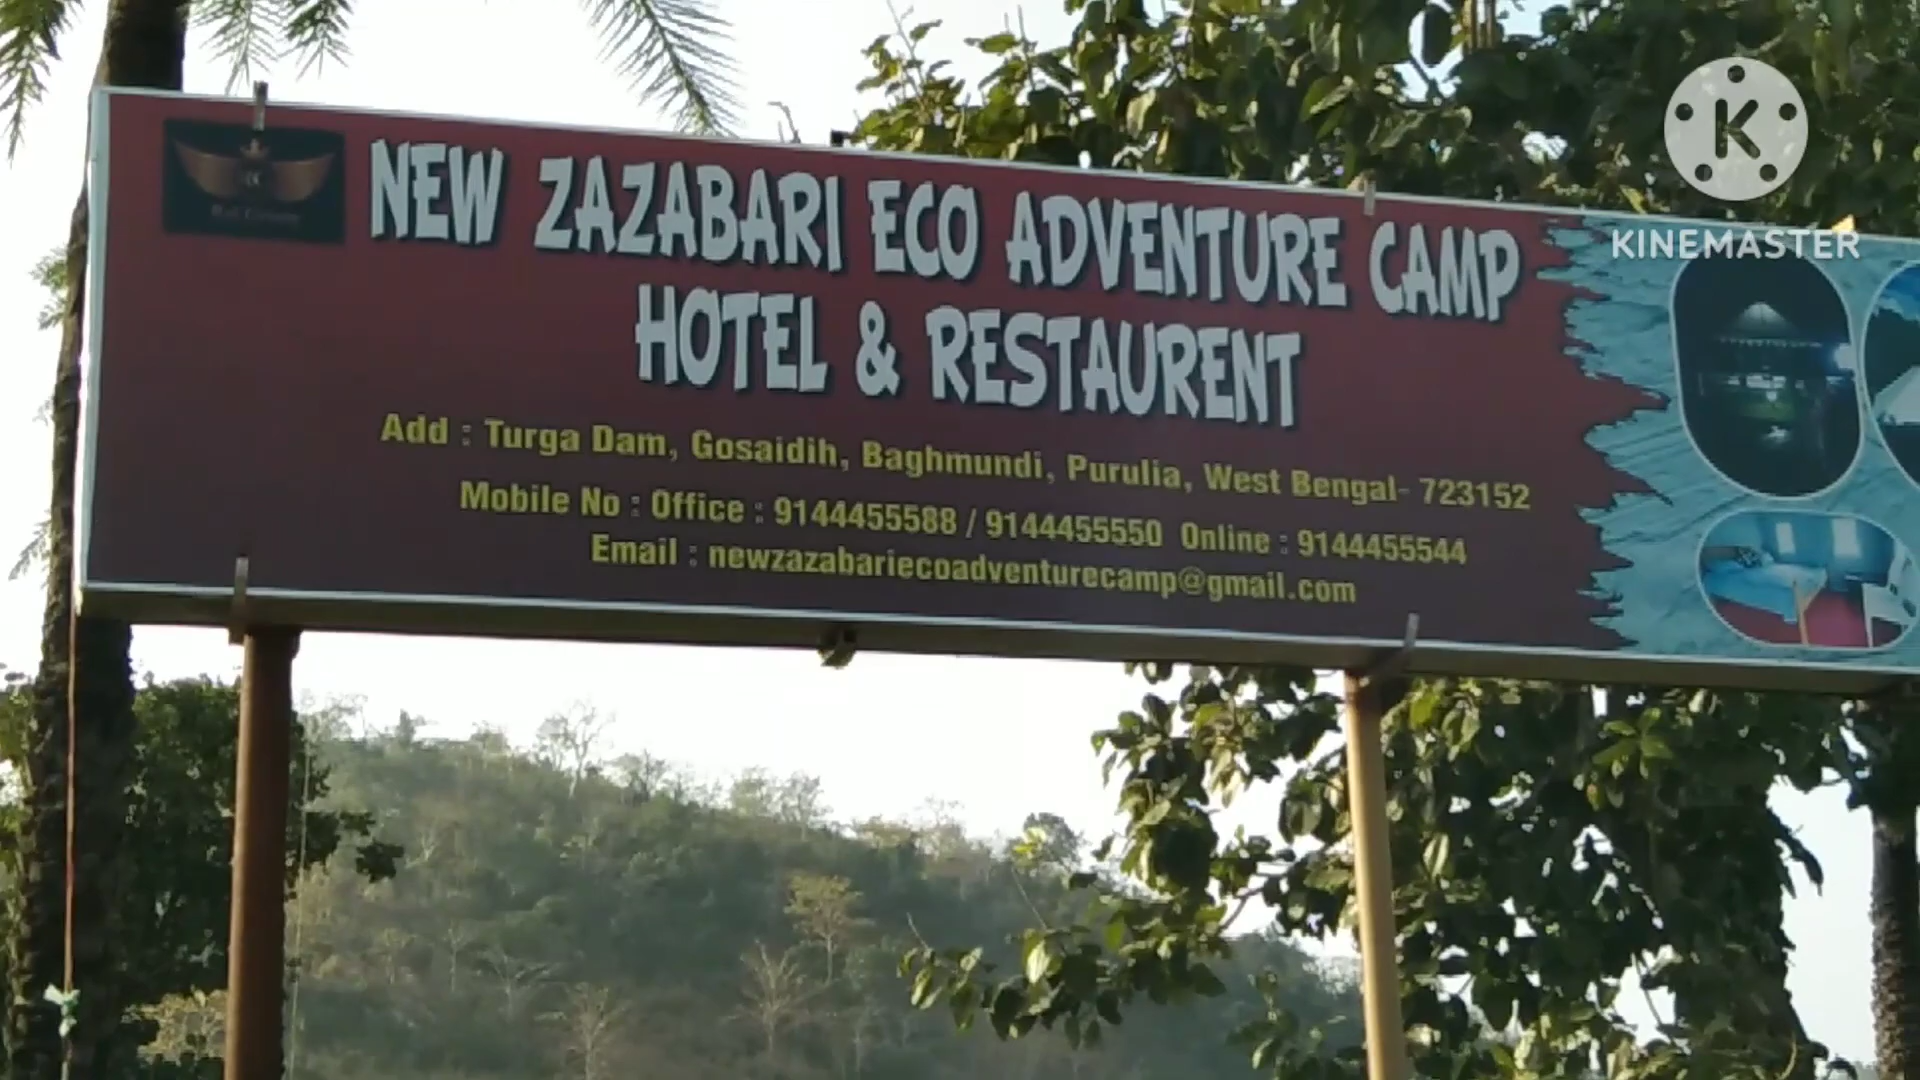 NEW ZAZABARI ECO ADVENTURE CAMP
HOTEL & RESTAURENT
Add : Turga Dam, Gosaidih, Baghmundi, Purulia, West Bengal- 723152
Mobile No : Office : 9144455588 / 9144455550 Online : 9144455544
Email : newzazabariecoadventurecamp@gmail.com
K
KINEMASTER